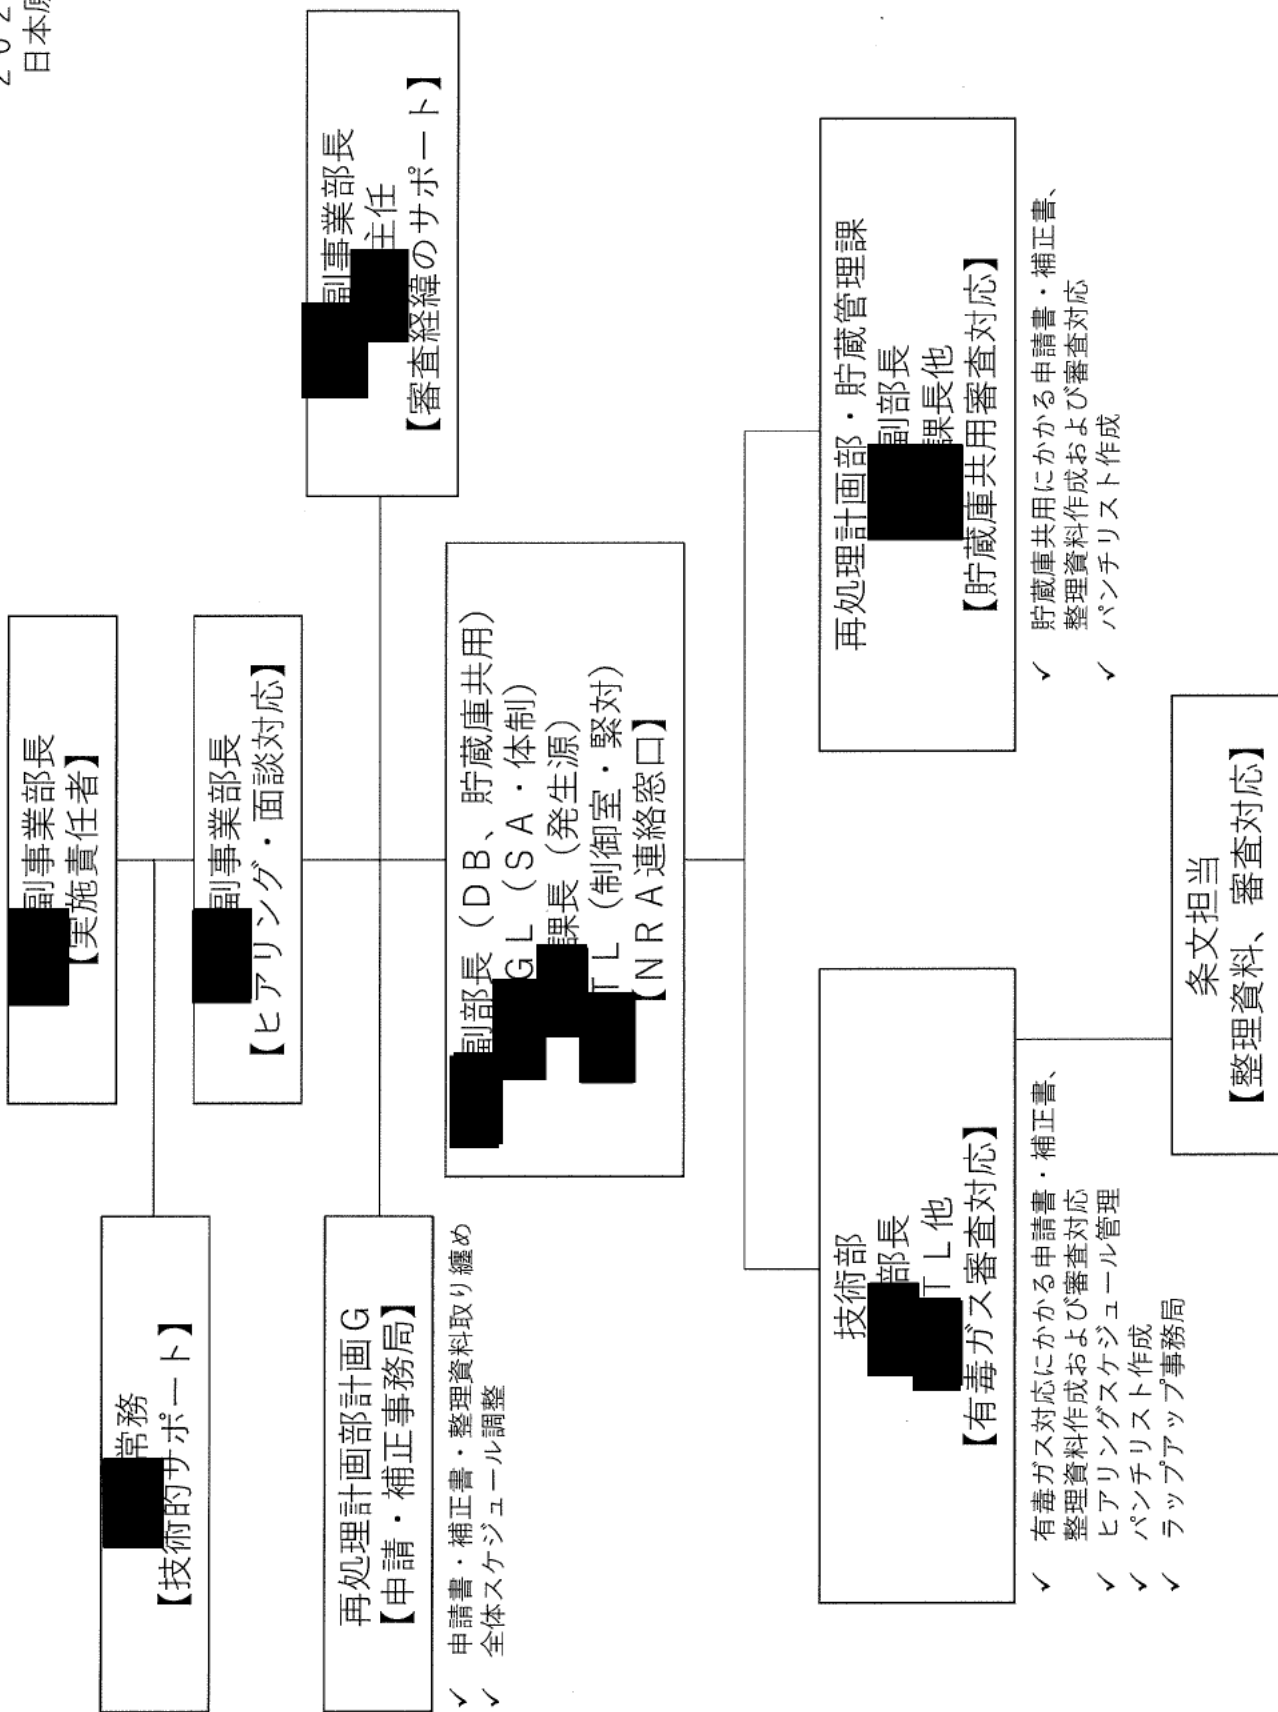 ２０２
日本原
副事業部長
【実施責任者】
常務
【技術的サポート】
副事業部長
【ヒアリング・面談対応】
副事業部長
主任
【審査経緯のサポート】
再処理計画部計画Ｇ
【申請・補正事務局】
✓ 申請書・補正書・整理資料取り纏め
✓ 全体スケジュール調整
副部長（ＤＢ、貯蔵庫共用）
ＧＬ（ＳＡ・体制）
課長（発生源）
ＴＬ（制御室・緊対）
【ＮＲＡ連絡窓口】
技術部
部長
ＴＬ他
【有毒ガス審査対応】
✓ 有毒ガス対応にかかる申請書・補正書、
整理資料作成および審査対応
✓ ヒアリングスケジュール管理
✓ パンチリスト作成
✓ ラップアップ事務局
再処理計画部・貯蔵管理課
副部長
課長他
【貯蔵庫共用審査対応】
✓ 貯蔵庫共用にかかる申請書・補正書、
整理資料作成および審査対応
✓ パンチリスト作成
条文担当
【整理資料、審査対応】